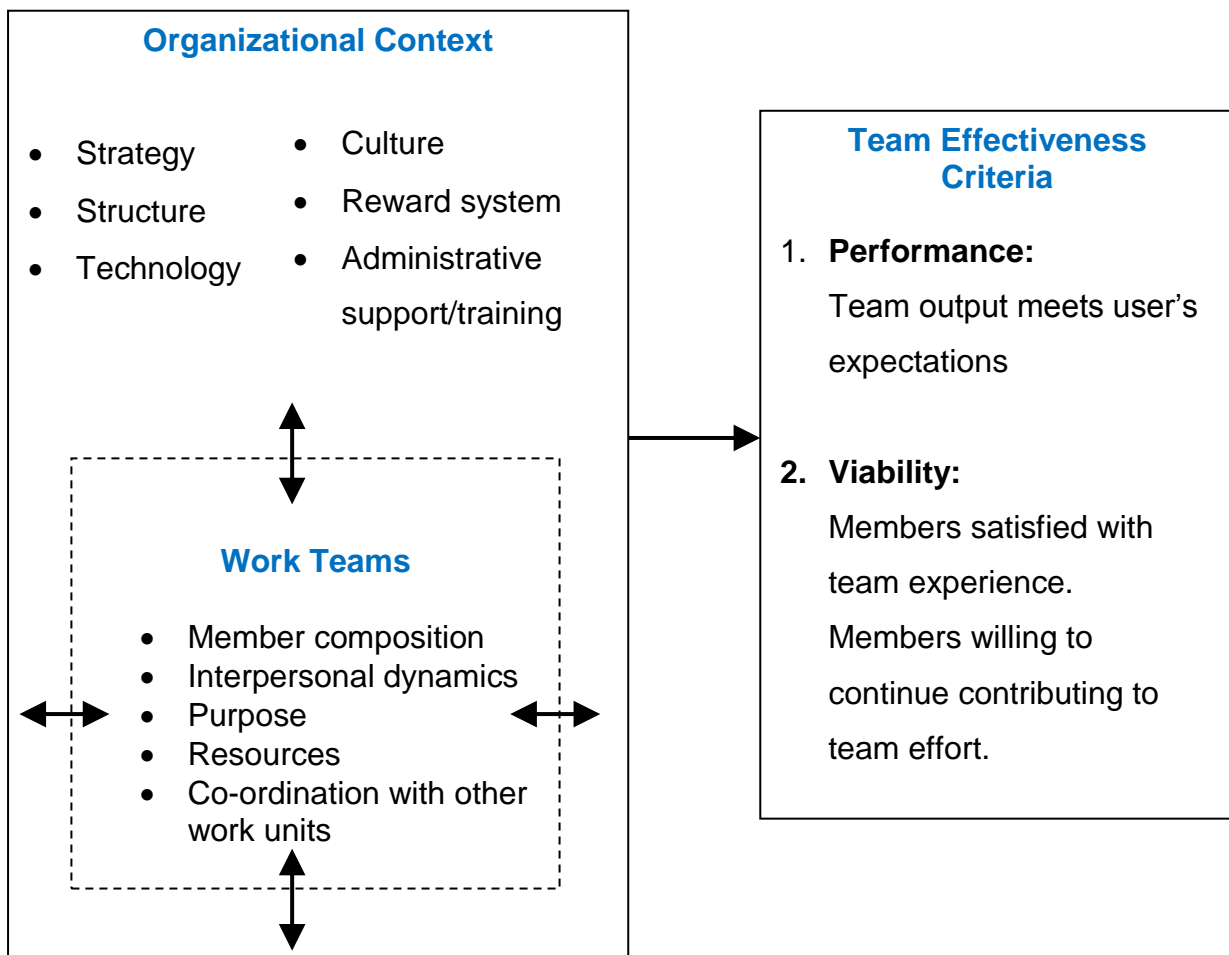 Organizational Context
• Strategy
• Structure
• Technology
• Culture
• Reward system
• Administrative
support/training
Work Teams
• Member composition
• Interpersonal dynamics
• Purpose
• Resources
• Co-ordination with other
work units
Team Effectiveness
Criteria
1. Performance:
Team output meets user’s
expectations
2. Viability:
Members satisfied with
team experience.
Members willing to
continue contributing to
team effort.